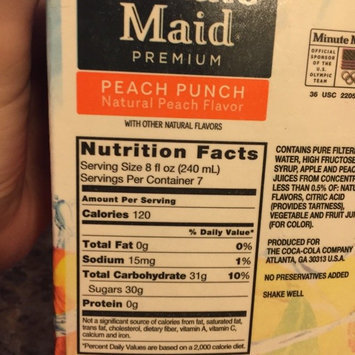 Maid
PREMIUM
PEACH PUNCH
Natural Peach Flavor
WITH OTHER NATURAL FLAVORS
Nutrition Facts
Serving Size 8 fl oz (240 mL)
Servings Per Container 7
Amount Per Serving
Calories 120
% Daily Value*
Total Fat 0g 0%
Sodium 15mg 1%
Total Carbohydrate 31g 10%
Sugars 30g
Protein 0g
Not a significant source of calories from fat, saturated fat,
trans fat, cholesterol, dietary fiber, vitamin A, vitamin C,
calcium and iron.
*Percent Daily Values are based on a 2,000 calorie diet.
Minute M
OFFICIAL
SPONSOR
OF THE
U.S.
OLYMPIC
TEAM
36 USC 2205
CONTAINS PURE FILTER
WATER, HIGH FRUCTOSE
SYRUP, APPLE AND PEAC
JUICES FROM CONCENT
LESS THAN 0.5% OF: NAT
FLAVORS, CITRIC ACID
(PROVIDES TARTNESS),
VEGETABLE AND FRUIT JU
(FOR COLOR).
PRODUCED FOR
THE COCA-COLA COMPANY
ATLANTA, GA 30313 U.S.A.
NO PRESERVATIVES ADDED
SHAKE WELL